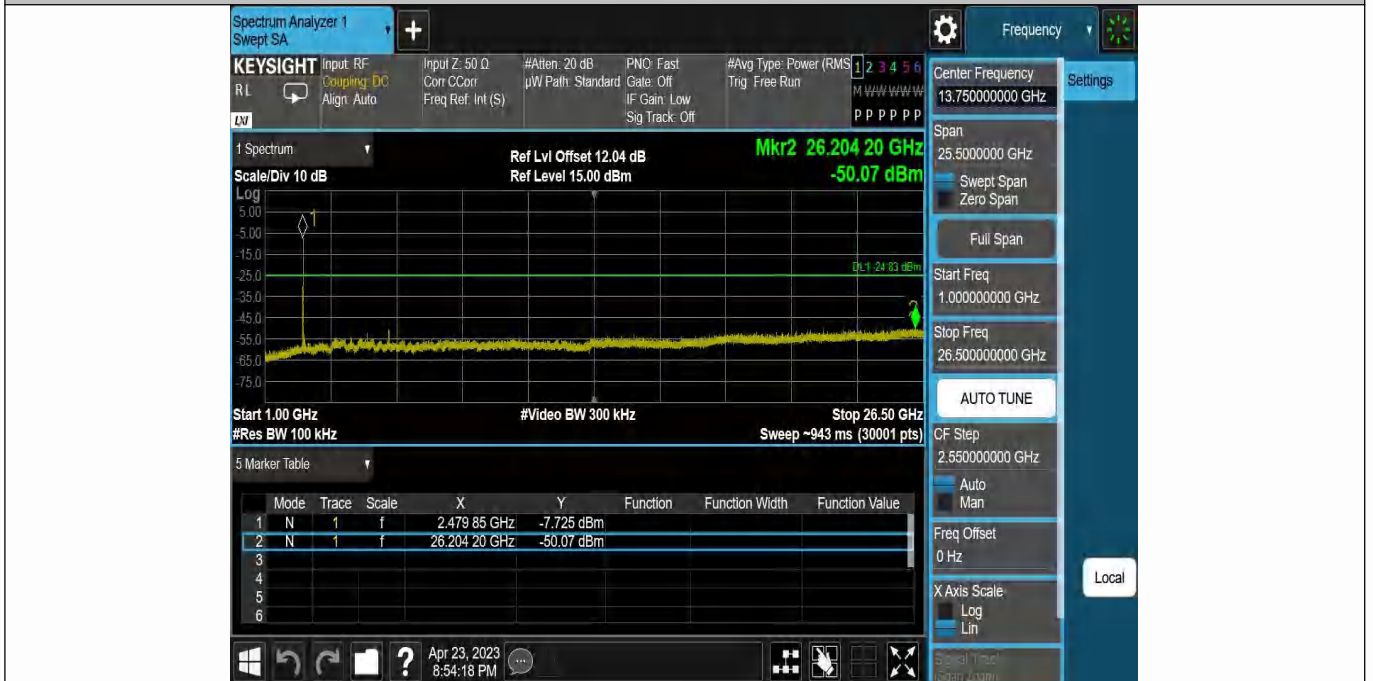 Spectrum Analyzer 1
Swept SA
+
Frequency
KEYSIGHT
RL
LXI
Input: RF
Coupling: DC
Align: Auto
Input Z: 50 Ω
Corr CCorr
Freq Ref: Int (S)
#Atten: 20 dB
µW Path: Standard
PNO: Fast
Gate: Off
IF Gain: Low
Sig Track: Off
#Avg Type: Power (RMS
Trig: Free Run
1 2 3 4 5 6
M W W W W W
P P P P P P
1 Spectrum
Scale/Div 10 dB
Ref Lvl Offset 12.04 dB
Ref Level 15.00 dBm
Mkr2 26.204 20 GHz
-50.07 dBm
Log
5.00
-5.00
-15.0
-25.0
-35.0
-45.0
-55.0
-65.0
-75.0
1
DL1 -24.83 dBm
2
Start 1.00 GHz
#Res BW 100 kHz
#Video BW 300 kHz
Stop 26.50 GHz
Sweep ~943 ms (30001 pts)
5 Marker Table
Mode Trace Scale X Y Function Function Width Function Value
1 N 1 f 2.479 85 GHz -7.725 dBm
2 N 1 f 26.204 20 GHz -50.07 dBm
3
4
5
6
?
Apr 23, 2023
8:54:18 PM
Center Frequency
13.750000000 GHz
Settings
Span
25.5000000 GHz
Swept Span
Zero Span
Full Span
Start Freq
1.000000000 GHz
Stop Freq
26.500000000 GHz
AUTO TUNE
CF Step
2.550000000 GHz
Auto
Man
Freq Offset
0 Hz
X Axis Scale
Log
Lin
Local
Signal Track
(Span Zoom)